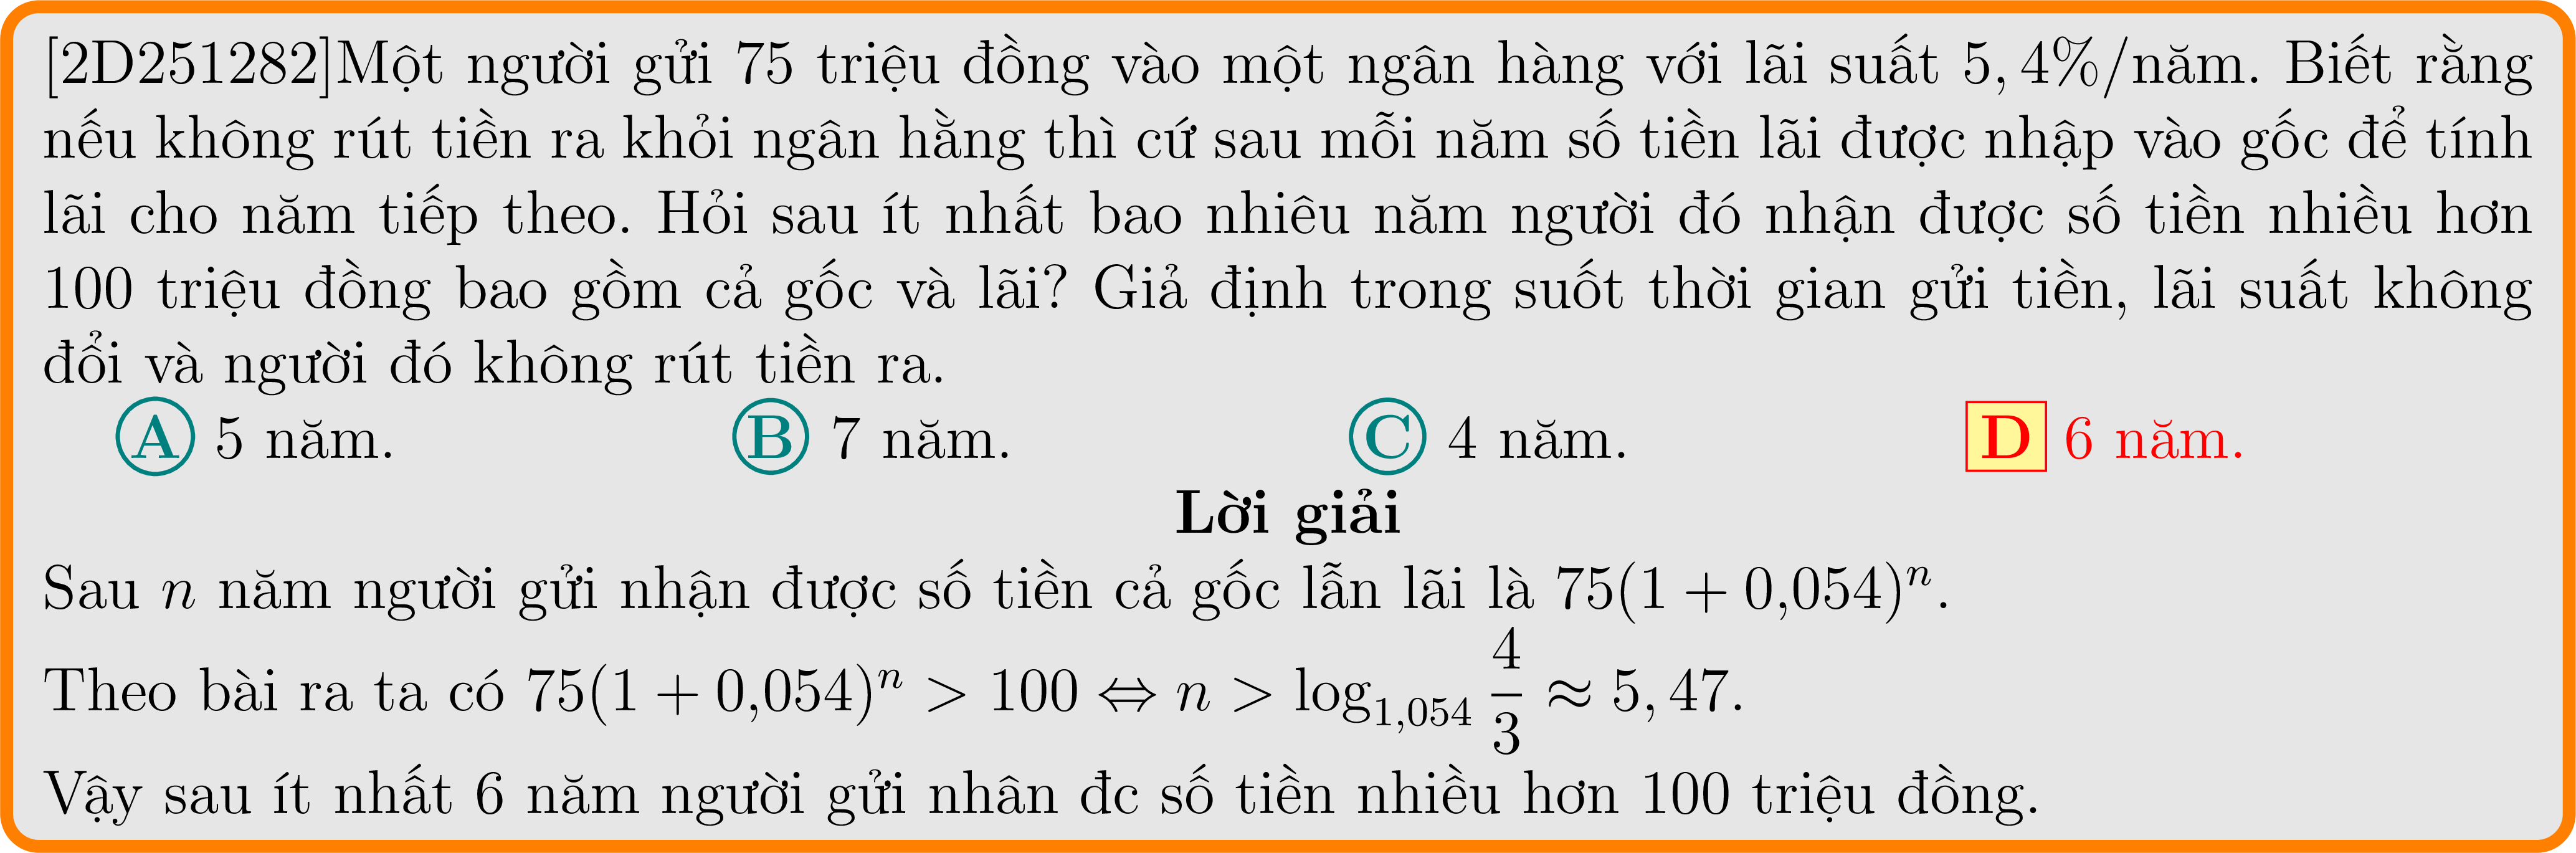 [2D251282]Một người gửi 75 triệu đồng vào một ngân hàng với lãi suất 5, 4%/năm. Biết rằng
nếu không rút tiền ra khỏi ngân hằng thì cứ sau mỗi năm số tiền lãi được nhập vào gốc để tính
lãi cho năm tiếp theo. Hỏi sau ít nhất bao nhiêu năm người đó nhận được số tiền nhiều hơn
100 triệu đồng bao gồm cả gốc và lãi? Giả định trong suốt thời gian gửi tiền, lãi suất không
đổi và người đó không rút tiền ra.
A 5 năm. B 7 năm. C 4 năm. D 6 năm.
Lời giải
Sau n năm người gửi nhận được số tiền cả gốc lẫn lãi là 75(1 + 0,054)^n.
Theo bài ra ta có 75(1 + 0,054)^n > 100 ⇔ n > log_{1,054} 4/3 ≈ 5, 47.
Vậy sau ít nhất 6 năm người gửi nhân đc số tiền nhiều hơn 100 triệu đồng.